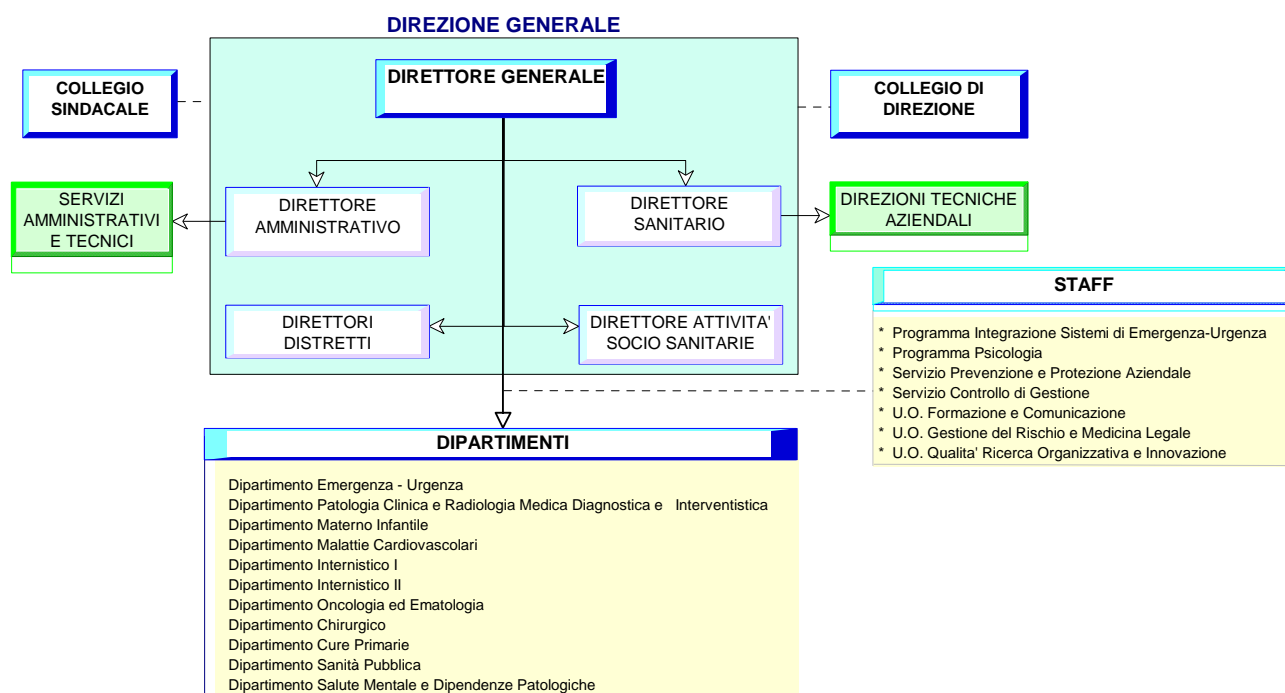 DIREZIONE GENERALE
DIRETTORE GENERALE
COLLEGIO
SINDACALE
COLLEGIO DI
DIREZIONE
SERVIZI
AMMINISTRATIVI
E TECNICI
DIRETTORE
AMMINISTRATIVO
DIRETTORE
SANITARIO
DIREZIONI TECNICHE
AZIENDALI
DIRETTORI
DISTRETTI
DIRETTORE ATTIVITA'
SOCIO SANITARIE
STAFF
* Programma Integrazione Sistemi di Emergenza-Urgenza
* Programma Psicologia
* Servizio Prevenzione e Protezione Aziendale
* Servizio Controllo di Gestione
* U.O. Formazione e Comunicazione
* U.O. Gestione del Rischio e Medicina Legale
* U.O. Qualita' Ricerca Organizzativa e Innovazione
DIPARTIMENTI
Dipartimento Emergenza - Urgenza
Dipartimento Patologia Clinica e Radiologia Medica Diagnostica e Interventistica
Dipartimento Materno Infantile
Dipartimento Malattie Cardiovascolari
Dipartimento Internistico I
Dipartimento Internistico II
Dipartimento Oncologia ed Ematologia
Dipartimento Chirurgico
Dipartimento Cure Primarie
Dipartimento Sanità Pubblica
Dipartimento Salute Mentale e Dipendenze Patologiche